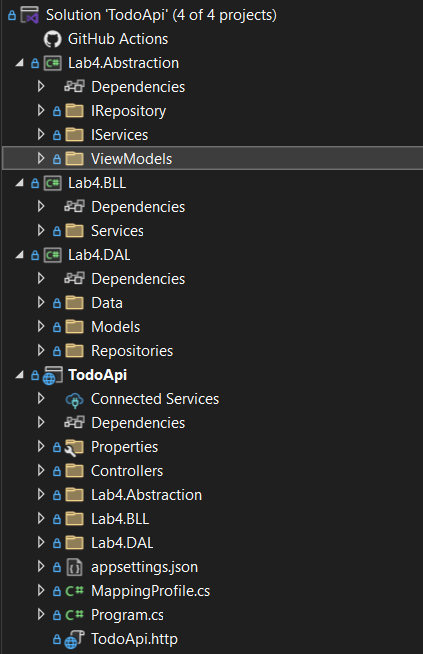 Solution 'TodoApi' (4 of 4 projects)
GitHub Actions
C# Lab4.Abstraction
Dependencies
IRepository
IServices
ViewModels
C# Lab4.BLL
Dependencies
Services
C# Lab4.DAL
Dependencies
Data
Models
Repositories
TodoApi
Connected Services
Dependencies
Properties
Controllers
Lab4.Abstraction
Lab4.BLL
Lab4.DAL
appsettings.json
C# MappingProfile.cs
C# Program.cs
TodoApi.http